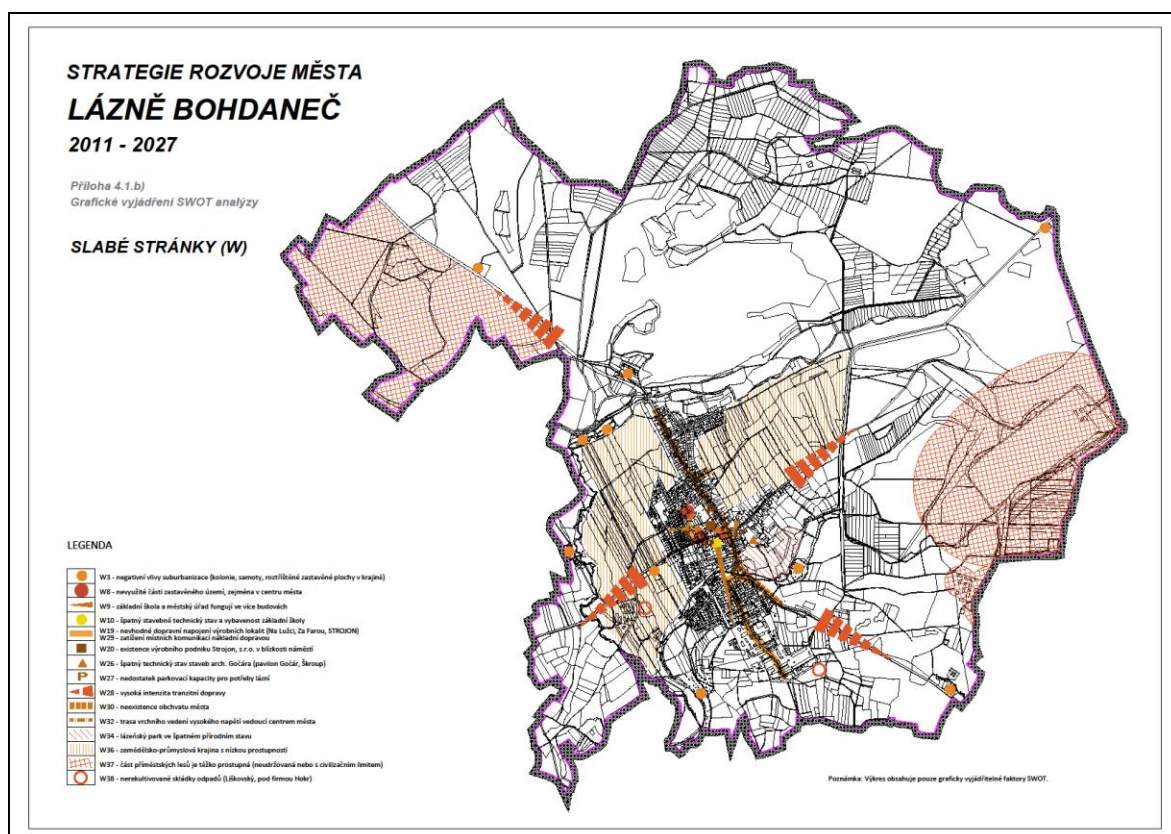 STRATEGIE ROZVOJE MĚSTA
LÁZNĚ BOHDANEČ
2011 - 2027
Příloha 4.1.b)
Grafické vyjádření SWOT analýzy
SLABÉ STRÁNKY (W)
LEGENDA
W3 - negativní vlivy suburbanizace (kolonie, samoty, roztříštěné zastavěné plochy v krajině)
W8 - nevyužité části zastavěného území, zejména v centru města
W9 - základní škola a městský úřad fungují ve více budovách
W10 - špatný stavebně technický stav a vybavenost základní školy
W19 - nevhodné dopravní napojení výrobních lokalit (Na Lužci, Za Farou, STROJON)
W29 - zatížení místních komunikací nákladní dopravou
W20 - existence výrobního podniku Strojon, s.r.o. v blízkosti náměstí
W26 - špatný technický stav staveb arch. Gočára (pavilon Gočár, Škroup)
P W27 - nedostatek parkovací kapacity pro potřeby lázní
W28 - vysoká intenzita tranzitní dopravy
W30 - neexistence obchvatu města
W32 - trasa vrchního vedení vysokého napětí vedoucí centrem města
W34 - lázeňský park ve špatném přírodním stavu
W36 - zemědělsko-průmyslová krajina s nízkou prostupností
W37 - část příměstských lesů je těžko prostupná (neudržovaná nebo s civilizačním limitem)
W38 - nerekultivované skládky odpadů (Liškovský, pod firmou Hokr)
Poznámka: Výkres obsahuje pouze graficky vyjádřitelné faktory SWOT.